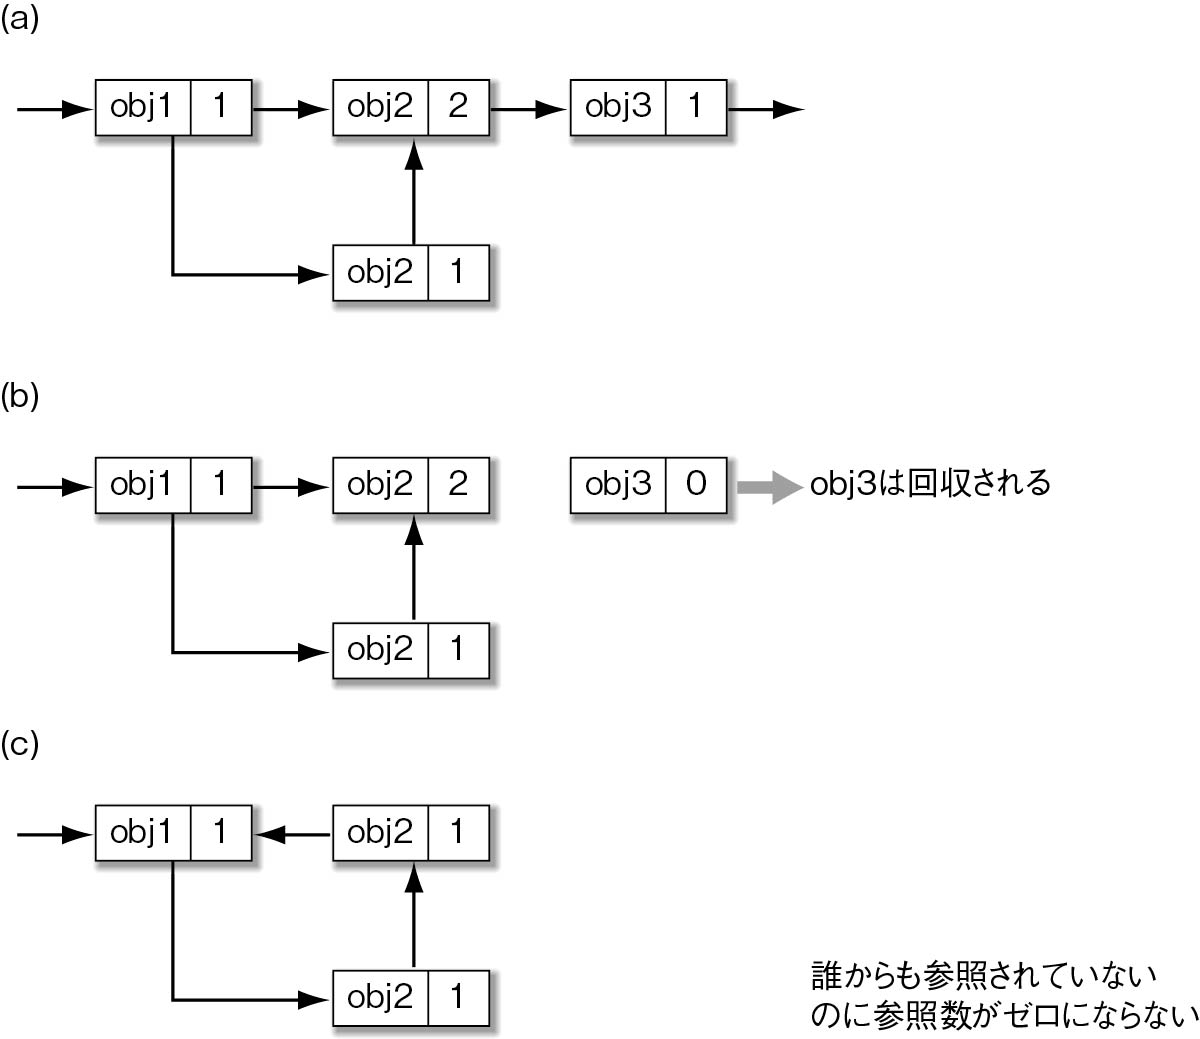 (a)
obj1 1
obj2 2
obj3 1
obj2 1
(b)
obj1 1
obj2 2
obj3 0
obj3は回収される
obj2 1
(c)
obj1 1
obj2 1
obj2 1
誰からも参照されていない
のに参照数がゼロにならない